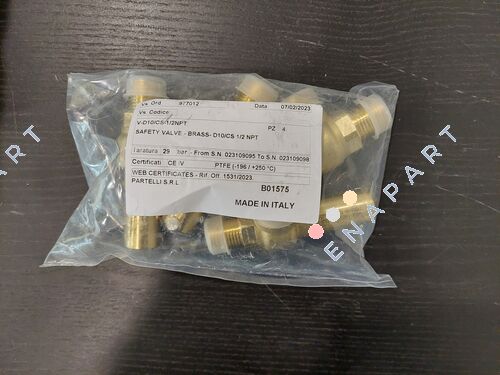 Vs Ord 977012 Data 07/02/2023
Vs Codice
V-D10/CS/1/2NPT PZ 4
SAFETY VALVE - BRASS- D10/CS 1/2 NPT
Taratura 29 bar - From S.N. 023109095 To S.N. 023109098
Certificati CE /V PTFE (-196 / +250 °C)
WEB CERTIFICATES - Rif. Off. 1531/2023.
PARTELLI S.R.L B01575
MADE IN ITALY
ENAPART